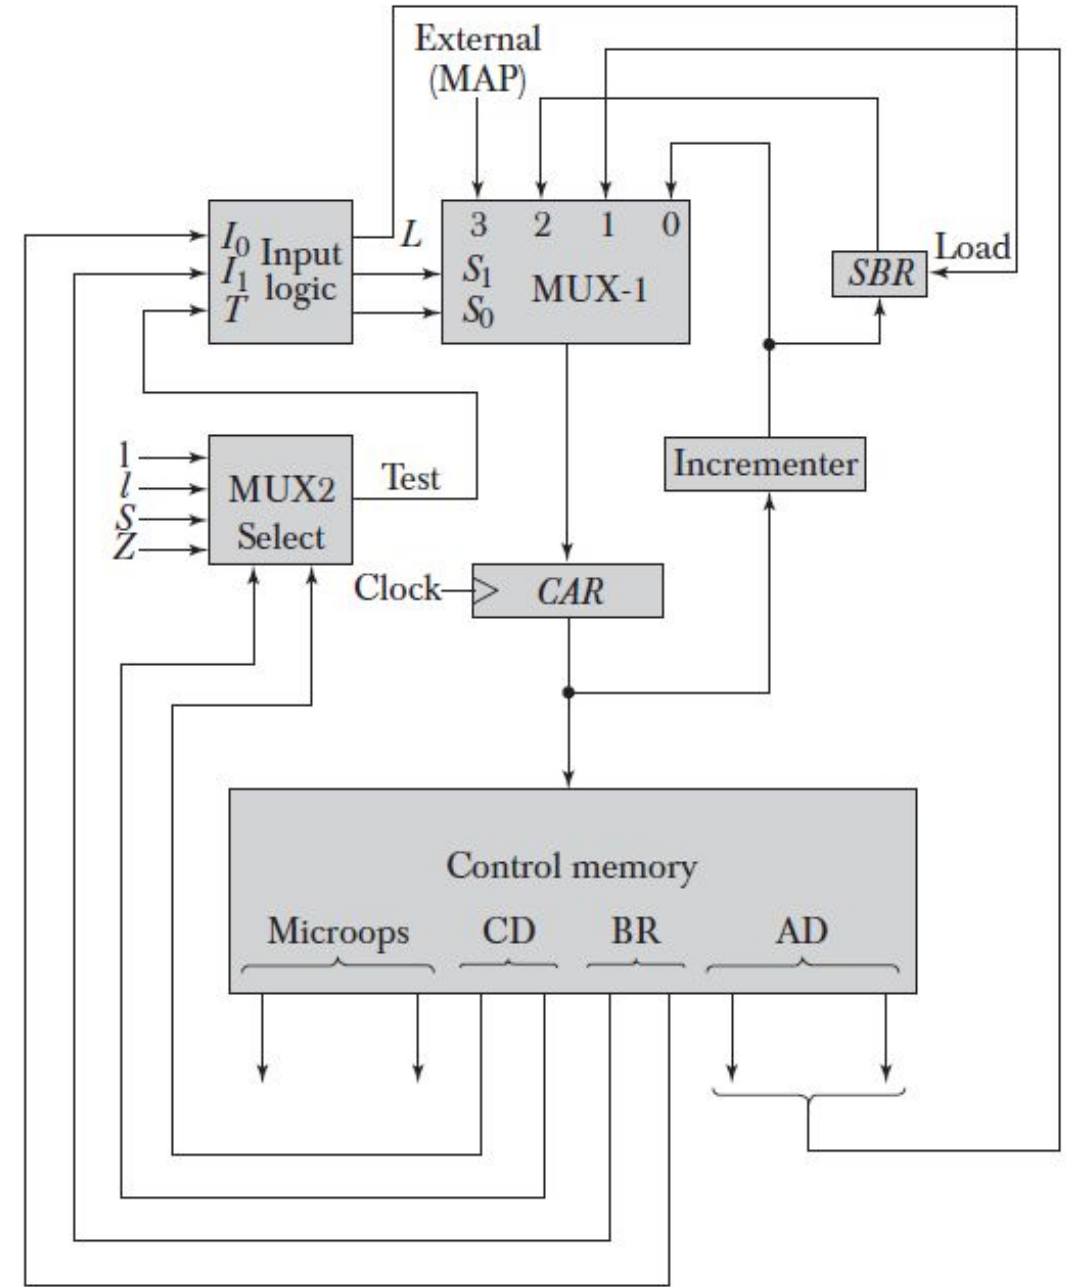 External
(MAP)
L
I₀ Input
I₁ logic
T
3 2 1 0
S₁
MUX-1
S₀
Load
SBR
1
l
S
Z
MUX2
Select
Test
Incrementer
Clock
CAR
Control memory
Microops CD BR AD